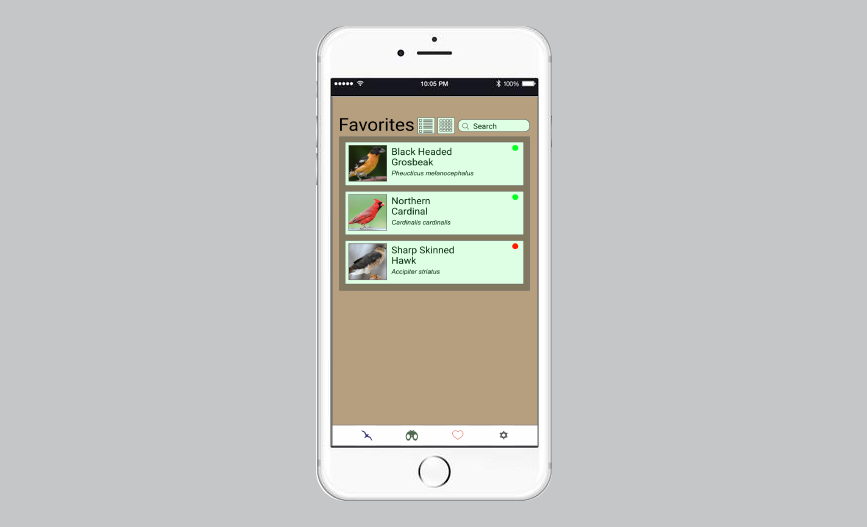 10:05 PM
100%
Favorites
Search
Black Headed
Grosbeak
Pheucticus melanocephalus
Northern
Cardinal
Cardinalis cardinalis
Sharp Skinned
Hawk
Accipiter striatus